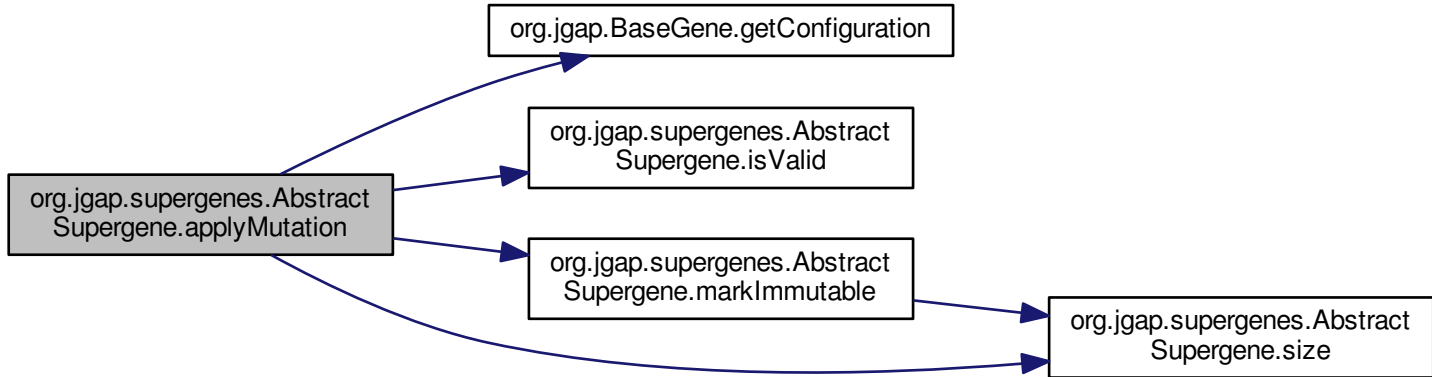 org.jgap.BaseGene.getConfiguration
org.jgap.supergenes.Abstract
Supergene.isValid
org.jgap.supergenes.Abstract
Supergene.applyMutation
org.jgap.supergenes.Abstract
Supergene.markImmutable
org.jgap.supergenes.Abstract
Supergene.size